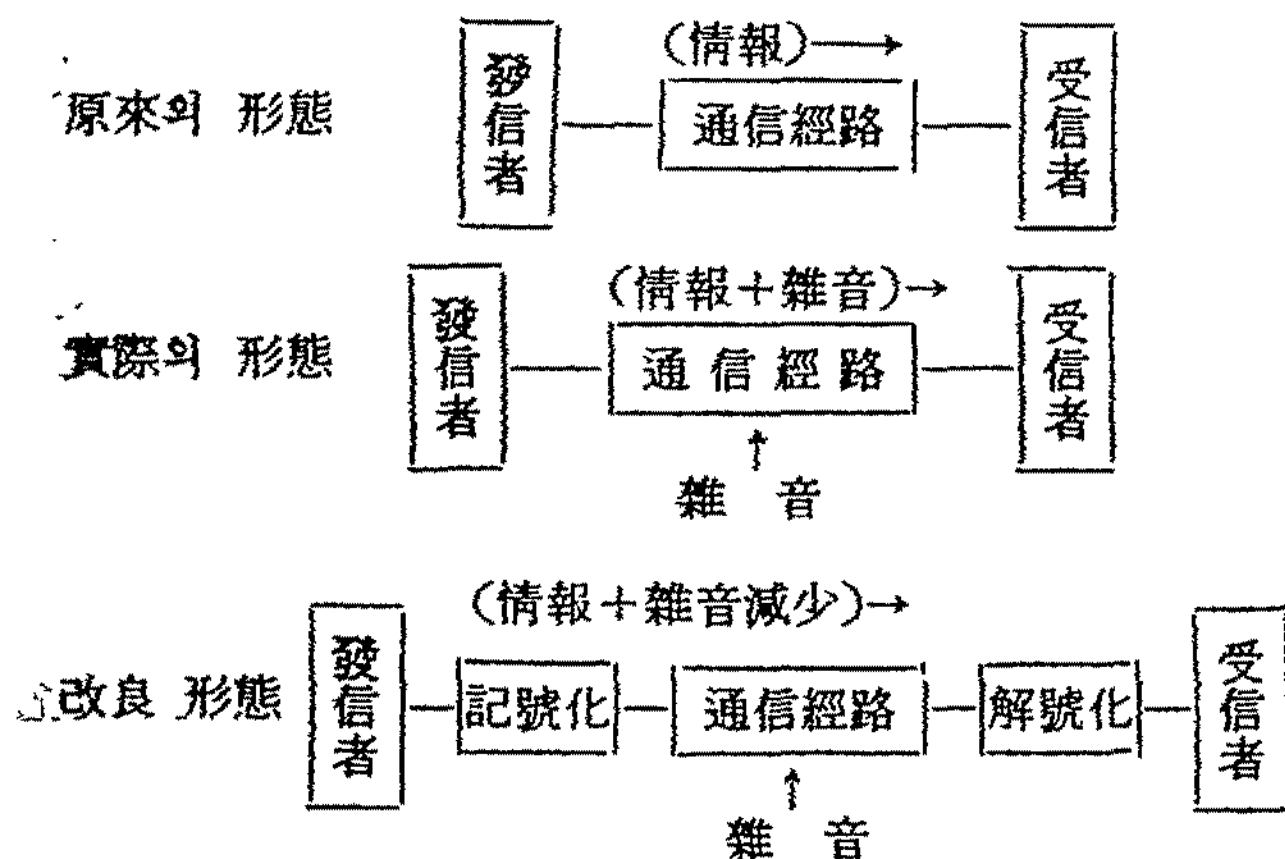 (情報)→
原來의 形態 發信者 通信經路 受信者
(情報+雜音)→
實際의 形態 發信者 通信經路 受信者
↑
雜 音
(情報+雜音減少)→
改良 形態 發信者 記號化 通信經路 解號化 受信者
↑
雜 音